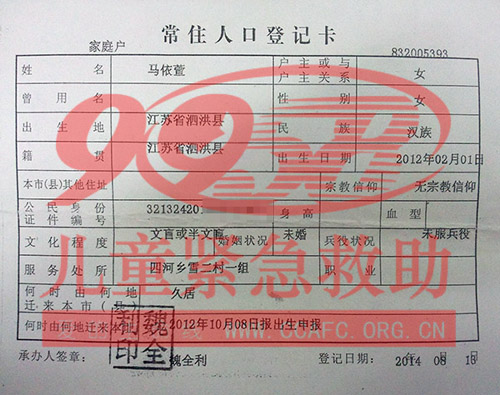 常住人口登记卡
家庭户 832005393
姓名 马依萱 户主或与户主关系 女
曾用名 性别 女
出生地 江苏省泗洪县 民族 汉族
籍贯 江苏省泗洪县 出生日期 2012年02月01日
本市(县)其他住址 宗教信仰 无宗教信仰
公民身份证件编号 32132420 身高 血型
文化程度 文盲或半文盲 婚姻状况 未婚 兵役状况 未服兵役
服务处所 四河乡雪二村一组 职业
何时由何地迁来本市(县) 久居
何时由何地迁来本址 2012年10月08日报出生申报
承办人签章: 魏全利 登记日期: 2014 08 18
魏全利印
儿童紧急救助
WWW.CCAFC.ORG.CN